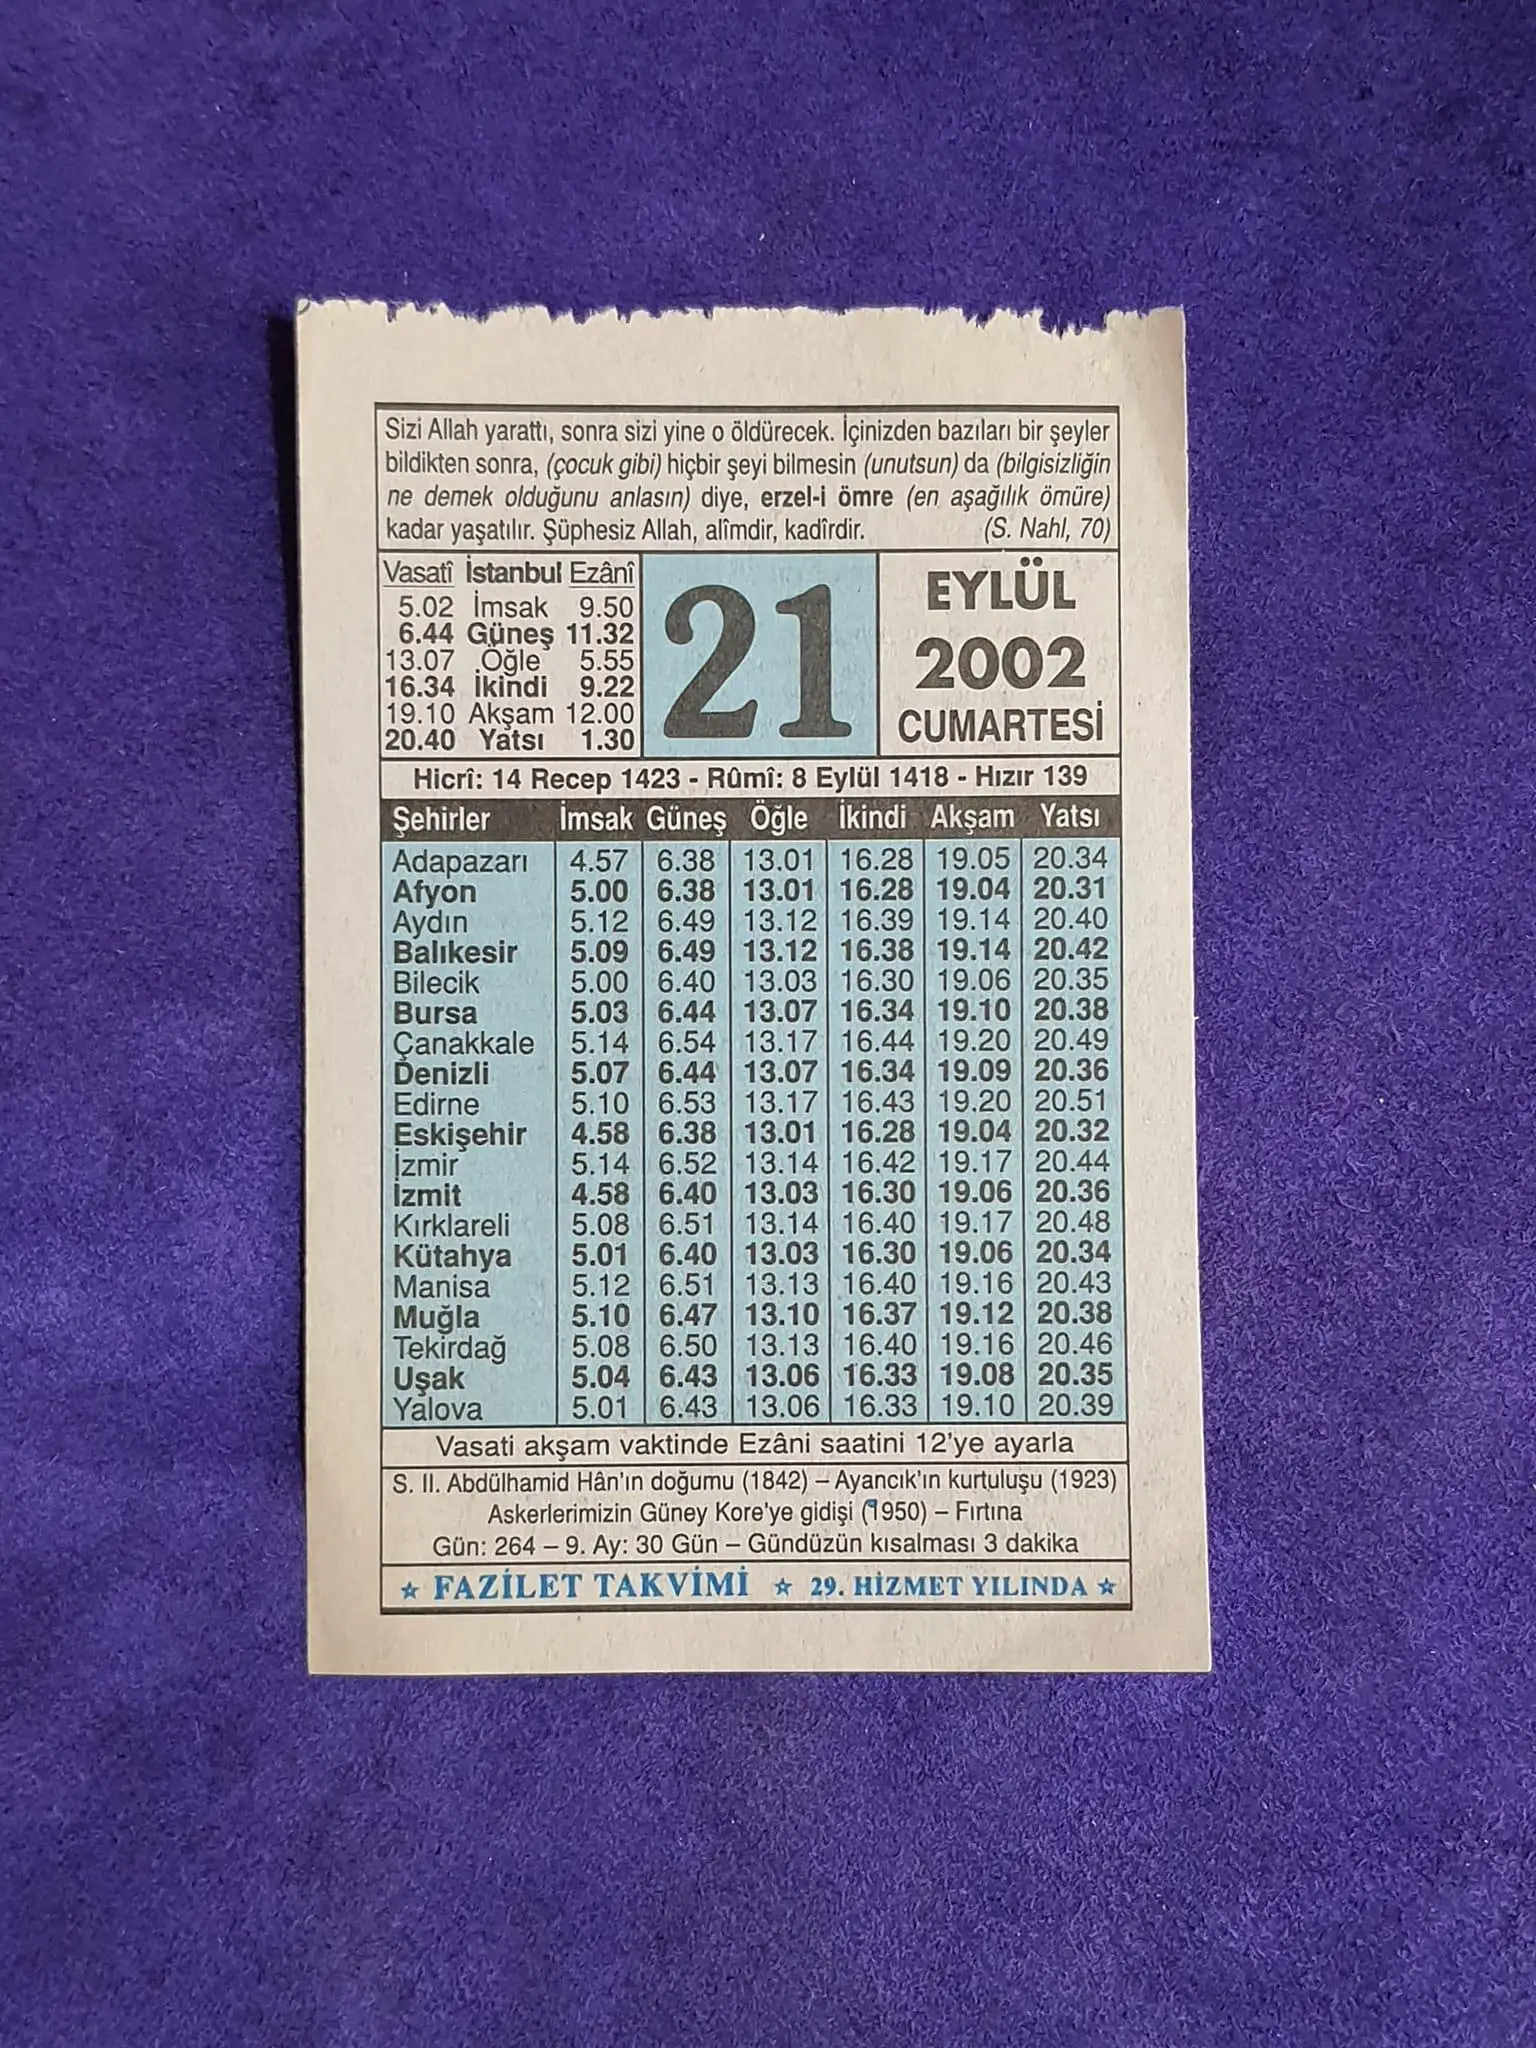 Sizi Allah yarattı, sonra sizi yine o öldürecek. İçinizden bazıları bir şeyler
bildikten sonra, (çocuk gibi) hiçbir şeyi bilmesin (unutsun) da (bilgisizliğin
ne demek olduğunu anlasın) diye, erzel-i ömre (en aşağılık ömüre)
kadar yaşatılır. Şüphesiz Allah, alîmdir, kadîrdir. (S. Nahl, 70)
Vasatî İstanbul Ezânî
5.02 İmsak 9.50
6.44 Güneş 11.32
13.07 Öğle 5.55
16.34 İkindi 9.22
19.10 Akşam 12.00
20.40 Yatsı 1.30
21
EYLÜL
2002
CUMARTESİ
Hicrî: 14 Recep 1423 - Rûmî: 8 Eylül 1418 - Hızır 139
Şehirler İmsak Güneş Öğle İkindi Akşam Yatsı
Adapazarı 4.57 6.38 13.01 16.28 19.05 20.34
Afyon 5.00 6.38 13.01 16.28 19.04 20.31
Aydın 5.12 6.49 13.12 16.39 19.14 20.40
Balıkesir 5.09 6.49 13.12 16.38 19.14 20.42
Bilecik 5.00 6.40 13.03 16.30 19.06 20.35
Bursa 5.03 6.44 13.07 16.34 19.10 20.38
Çanakkale 5.14 6.54 13.17 16.44 19.20 20.49
Denizli 5.07 6.44 13.07 16.34 19.09 20.36
Edirne 5.10 6.53 13.17 16.43 19.20 20.51
Eskişehir 4.58 6.38 13.01 16.28 19.04 20.32
İzmir 5.14 6.52 13.14 16.42 19.17 20.44
İzmit 4.58 6.40 13.03 16.30 19.06 20.36
Kırklareli 5.08 6.51 13.14 16.40 19.17 20.48
Kütahya 5.01 6.40 13.03 16.30 19.06 20.34
Manisa 5.12 6.51 13.13 16.40 19.16 20.43
Muğla 5.10 6.47 13.10 16.37 19.12 20.38
Tekirdağ 5.08 6.50 13.13 16.40 19.16 20.46
Uşak 5.04 6.43 13.06 16.33 19.08 20.35
Yalova 5.01 6.43 13.06 16.33 19.10 20.39
Vasati akşam vaktinde Ezâni saatini 12'ye ayarla
S. II. Abdülhamid Hân'ın doğumu (1842) – Ayancık'ın kurtuluşu (1923)
Askerlerimizin Güney Kore'ye gidişi (1950) – Fırtına
Gün: 264 – 9. Ay: 30 Gün – Gündüzün kısalması 3 dakika
☆ FAZİLET TAKVİMİ ☆ 29. HİZMET YILINDA ☆